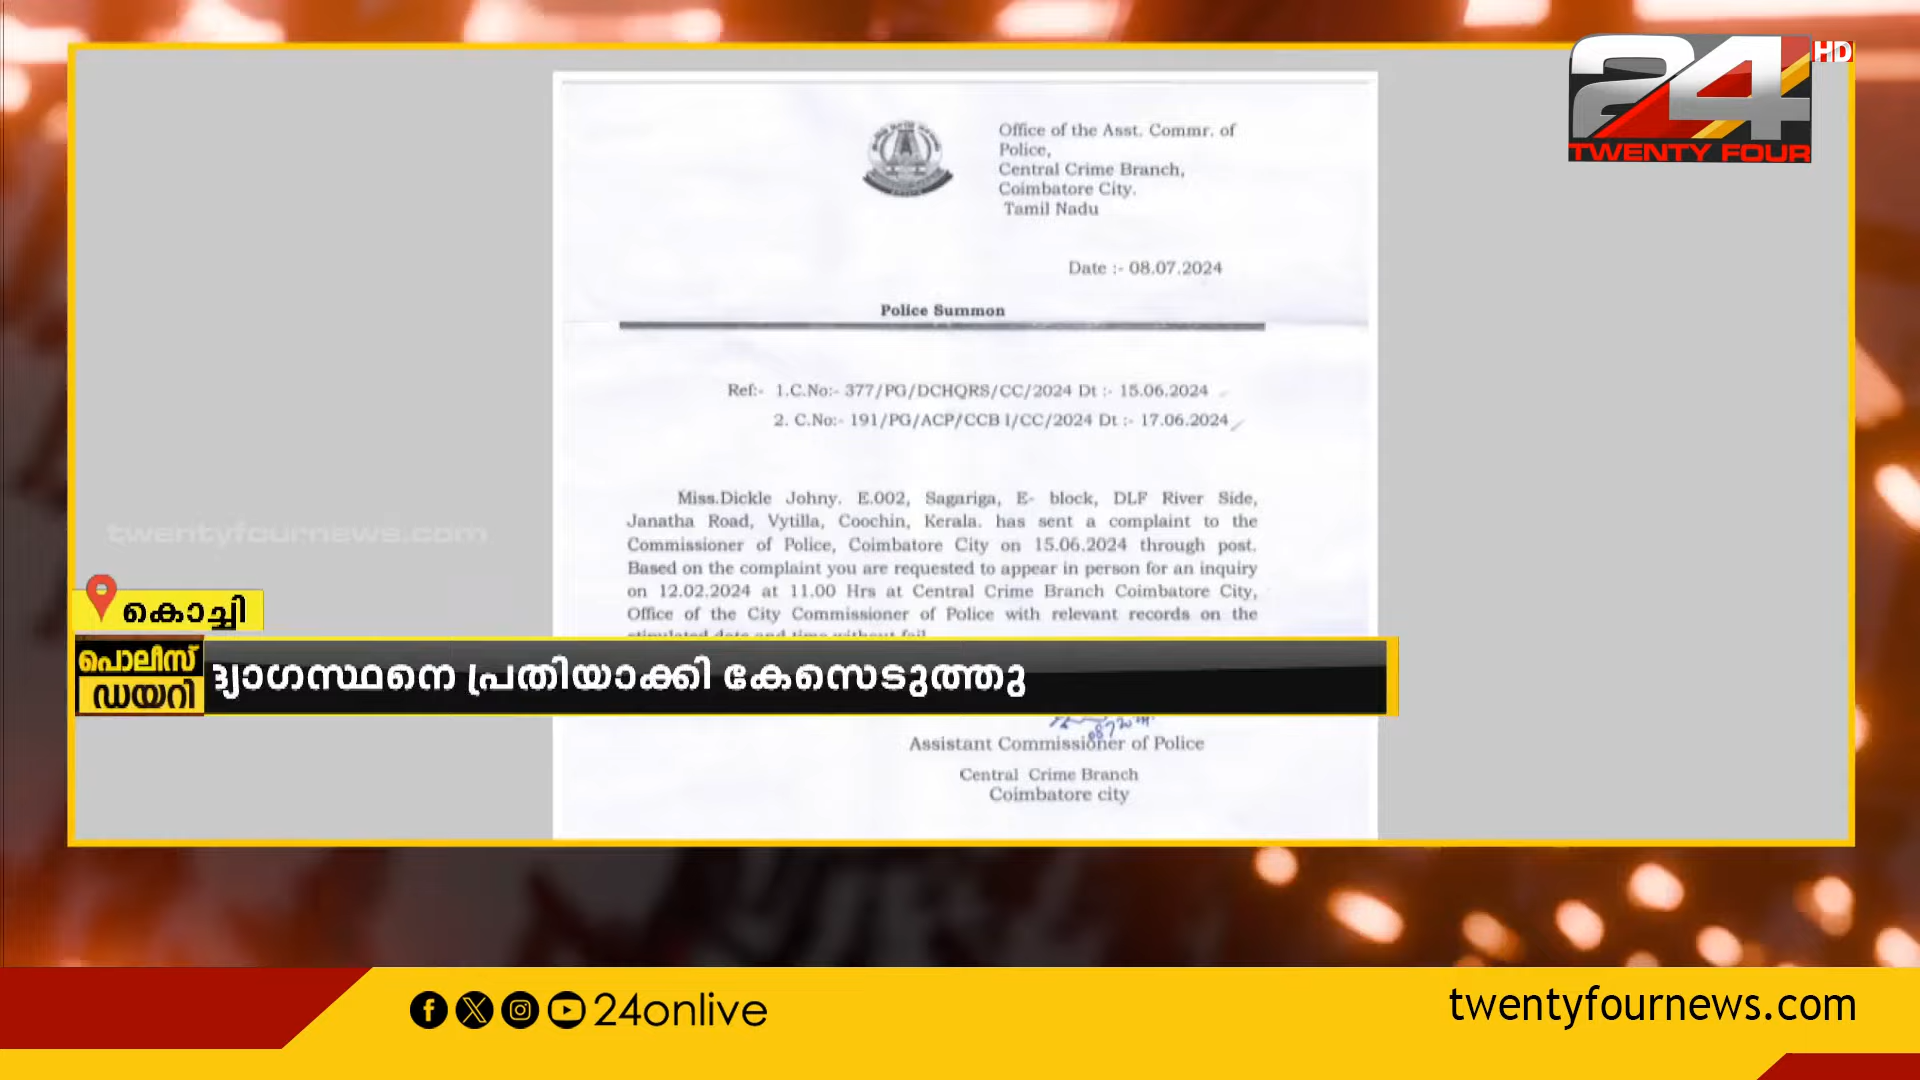 24
HD
TWENTY FOUR
Office of the Asst. Commr. of
Police,
Central Crime Branch,
Coimbatore City.
Tamil Nadu
Date :- 08.07.2024
Police Summon
Ref:- 1.C.No:- 377/PG/DCHQRS/CC/2024 Dt :- 15.06.2024
2. C.No:- 191/PG/ACP/CCB I/CC/2024 Dt :- 17.06.2024
Miss.Dickle Johny. E.002, Sagariga, E- block, DLF River Side,
Janatha Road, Vytilla, Coochin, Kerala. has sent a complaint to the
Commissioner of Police, Coimbatore City on 15.06.2024 through post.
Based on the complaint you are requested to appear in person for an inquiry
on 12.02.2024 at 11.00 Hrs at Central Crime Branch Coimbatore City,
Office of the City Commissioner of Police with relevant records on the
twentyfournews.com
കൊച്ചി
പൊലീസ്
ഡയറി
ദ്യോഗസ്ഥനെ പ്രതിയാക്കി കേസെടുത്തു
Assistant Commissioner of Police
Central Crime Branch
Coimbatore city
24onlive
twentyfournews.com